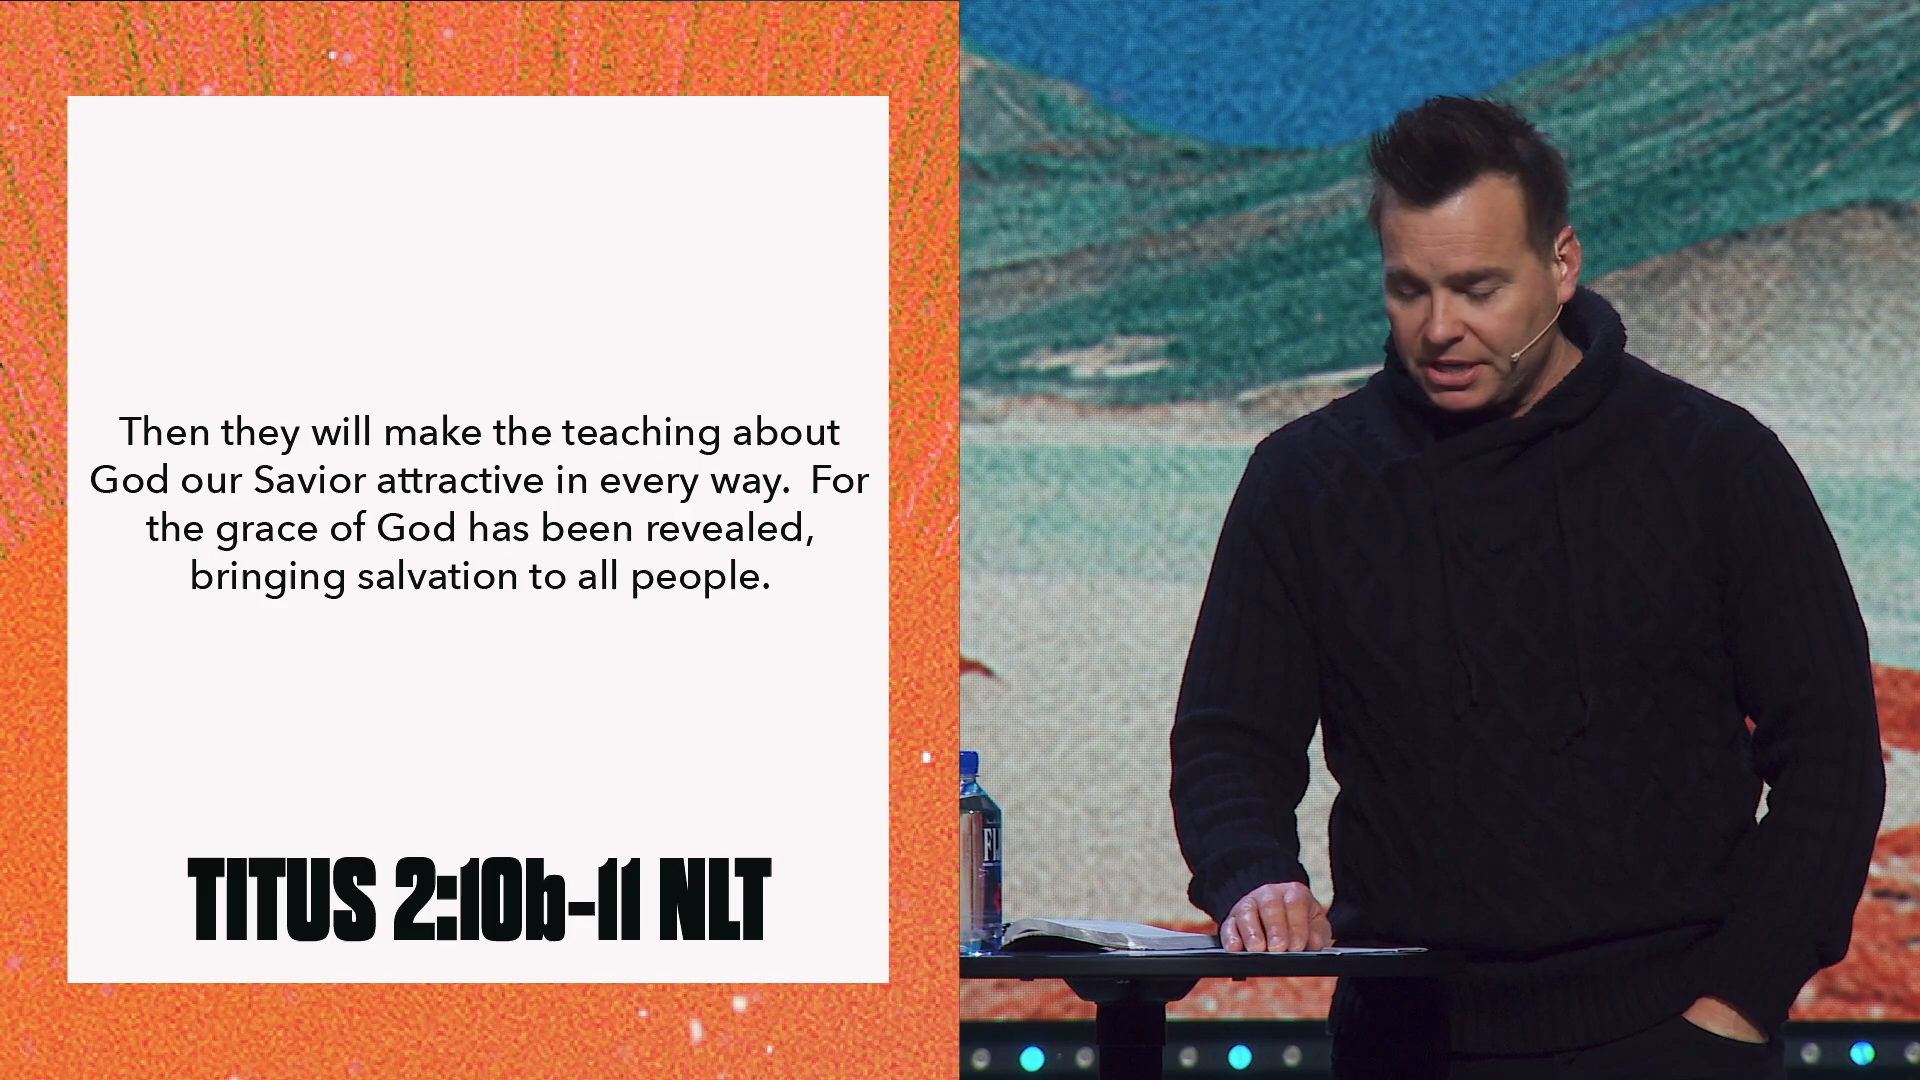 Then they will make the teaching about
God our Savior attractive in every way.  For
the grace of God has been revealed,
bringing salvation to all people.
TITUS 2:10b-11 NLT